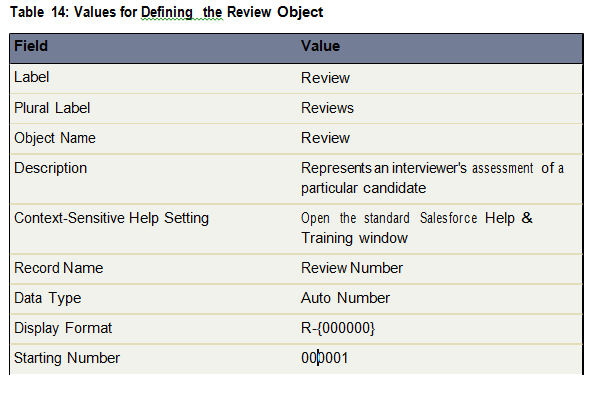 Table 14: Values for Defining the Review Object
Field Value
Label Review
Plural Label Reviews
Object Name Review
Description Represents an interviewer's assessment of a
particular candidate
Context-Sensitive Help Setting Open the standard Salesforce Help &
Training window
Record Name Review Number
Data Type Auto Number
Display Format R-{000000}
Starting Number 000001